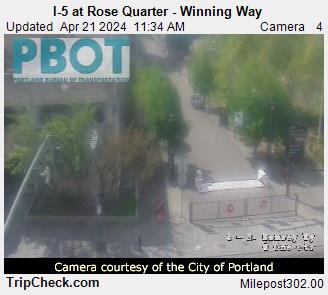 I-5 at Rose Quarter - Winning Way
Updated Apr 21 2024 11:34 AM Camera 4
PBOT
PORTLAND BUREAU OF TRANSPORTATION
Camera courtesy of the City of Portland
TripCheck.com Milepost302.00